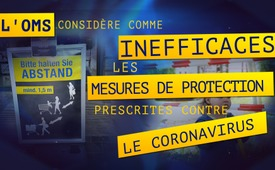 L'OMS CONSIDÈRE COMME
INEFFICACES
LES
MESURES DE PROTECTION
PRESCRITES CONTRE
LE CORONAVIRUS
Bitte halten Sie
ABSTAND
mind. 1,5 m